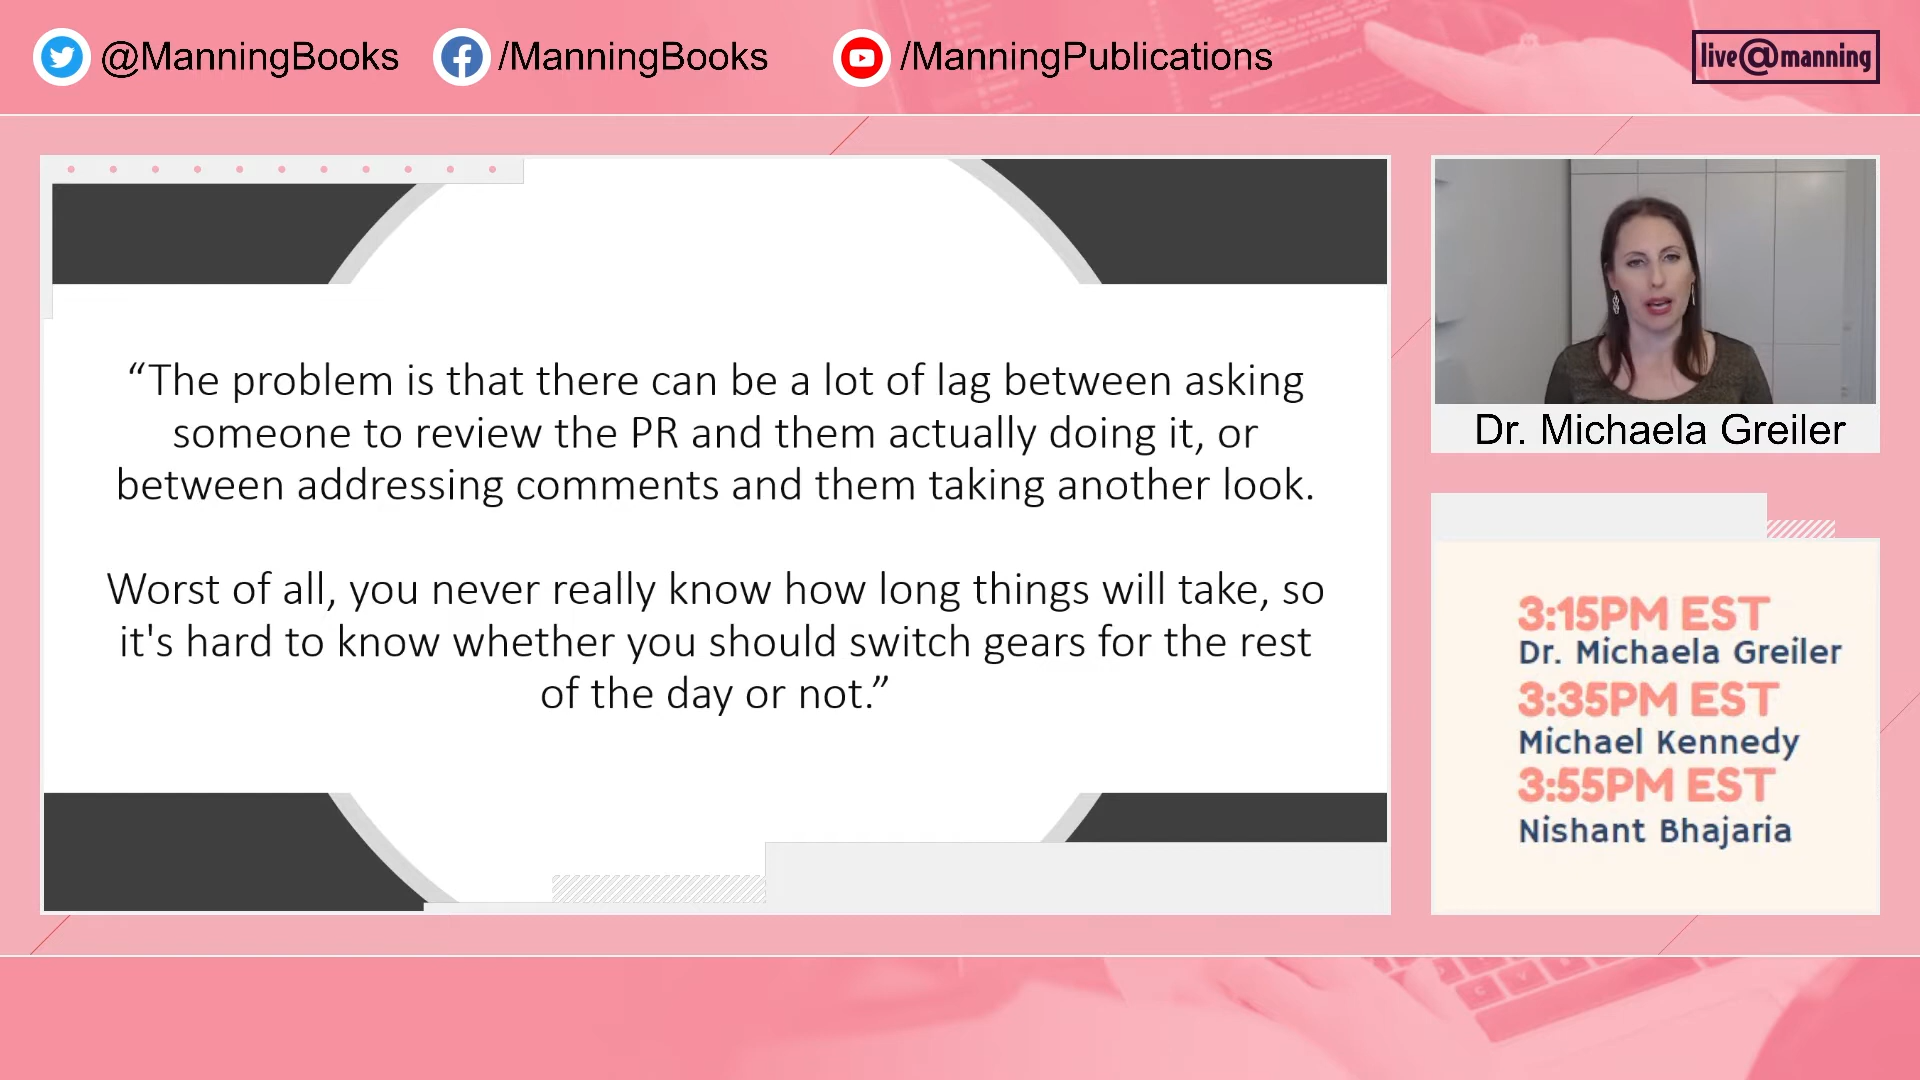 @ManningBooks
/ManningBooks
/ManningPublications
live@manning
“The problem is that there can be a lot of lag between asking
someone to review the PR and them actually doing it, or
between addressing comments and them taking another look.
Worst of all, you never really know how long things will take, so
it's hard to know whether you should switch gears for the rest
of the day or not.”
Dr. Michaela Greiler
3:15PM EST
Dr. Michaela Greiler
3:35PM EST
Michael Kennedy
3:55PM EST
Nishant Bhajaria